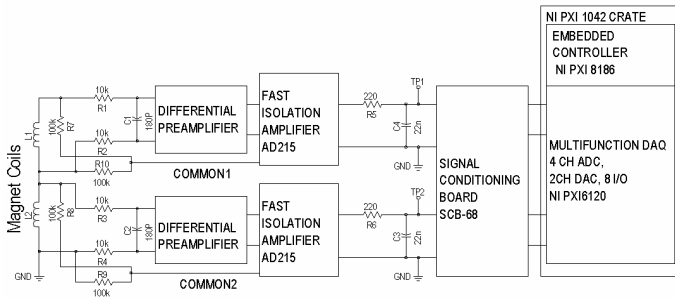 NI PXI 1042 CRATE
EMBEDDED
CONTROLLER
NI PXI 8186
MULTIFUNCTION DAQ
4 CH ADC,
2CH DAC, 8 I/O
NI PXI6120
Magnet Coils
L1
L2
GND
10k
R1
100k
R7
10k
R2
R10
100k
C1
180P
DIFFERENTIAL
PREAMPLIFIER
COMMON1
FAST
ISOLATION
AMPLIFIER
AD215
220
R5
TP1
C4
22n
GND
10k
R3
100k
R8
10k
R4
R9
100k
C2
180P
DIFFERENTIAL
PREAMPLIFIER
COMMON2
FAST
ISOLATION
AMPLIFIER
AD215
220
R6
TP2
C3
22n
GND
SIGNAL
CONDITIONING
BOARD
SCB-68